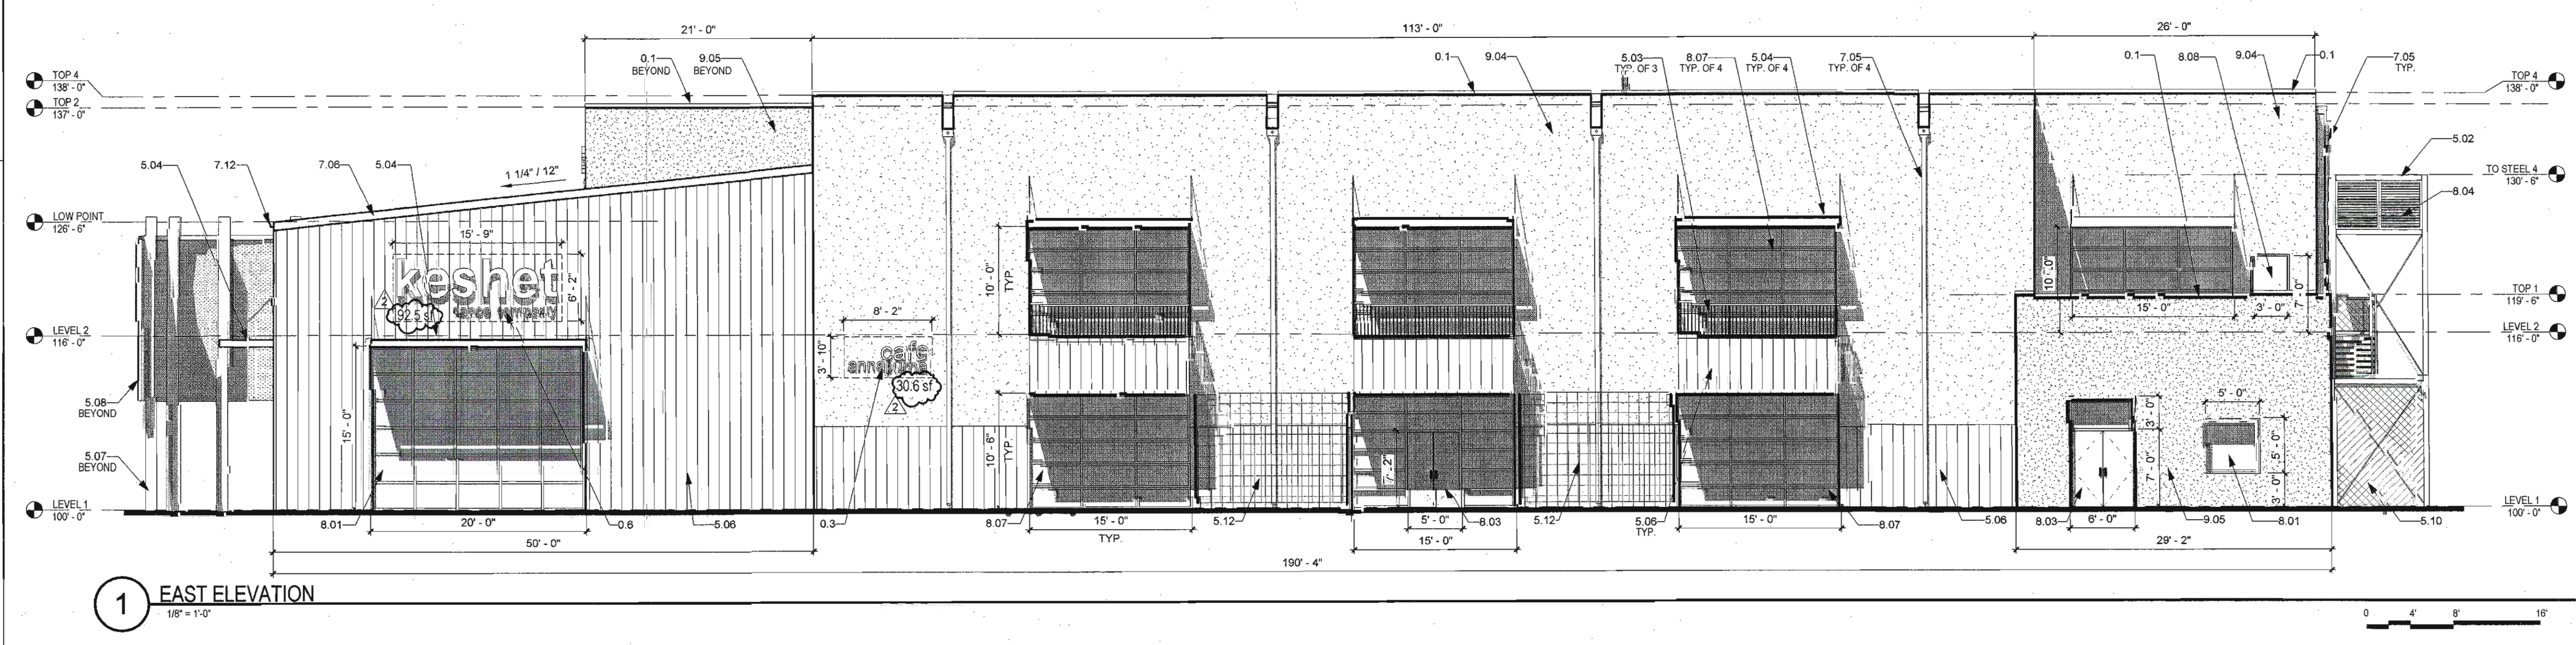 21' - 0"
113' - 0"
26' - 0"
0.1
BEYOND
9.05
BEYOND
0.1
9.04
5.03
TYP. OF 3
8.07
TYP. OF 4
5.04
TYP. OF 4
7.05
TYP. OF 4
0.1
8.08
9.04
0.1
7.05
TYP.
TOP 4
138' - 0"
TOP 2
137' - 0"
TOP 4
138' - 0"
5.02
5.04
7.12
7.06
5.04
1 1/4" / 12"
TO STEEL 4
130' - 6"
8.04
LOW POINT
126' - 6"
15' - 9"
keshet
dance company
6' - 2"
2
92.5 sf
10' - 0"
TYP.
10' - 0"
7' - 0"
15' - 0"
3' - 0"
TOP 1
119' - 6"
8' - 2"
3' - 10"
cafe
30.6 sf
2
LEVEL 2
116' - 0"
LEVEL 2
116' - 0"
5.08
BEYOND
15' - 0"
10' - 6"
TYP.
7' - 2"
3' - 0"
7' - 0"
5' - 0"
5' - 0"
3' - 0"
5.07
BEYOND
LEVEL 1
100' - 0"
LEVEL 1
100' - 0"
8.01
20' - 0"
0.6
5.06
0.3
8.07
15' - 0"
TYP.
5.12
5' - 0"
8.03
5.12
5.06
TYP.
15' - 0"
8.07
5.06
8.03
6' - 0"
9.05
8.01
5.10
50' - 0"
15' - 0"
29' - 2"
190' - 4"
1
EAST ELEVATION
1/8" = 1'-0"
0 4' 8' 16'